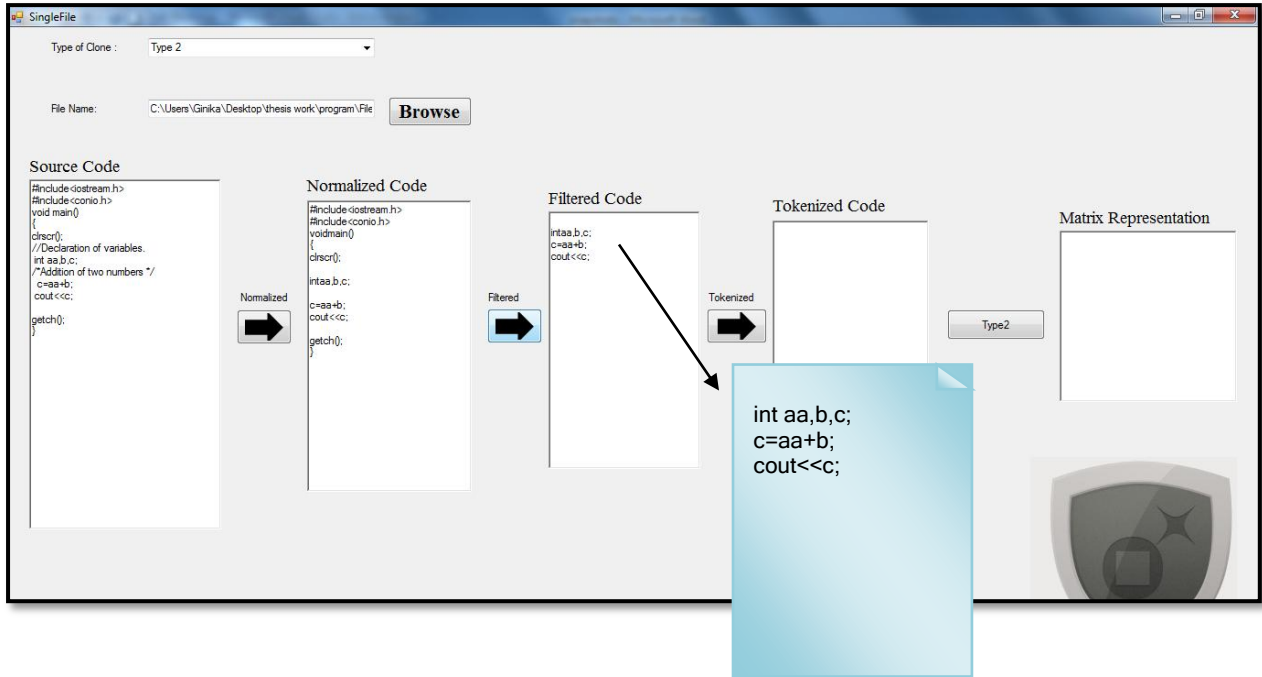 SingleFile
Type of Clone :
Type 2
File Name:
C:\Users\Ginika\Desktop\thesis work\program\File
Browse
Source Code
#include<iostream.h>
#include<conio.h>
void main()
{
clrscr();
//Declaration of variables.
int aa,b,c;
/*Addition of two numbers */
c=aa+b;
cout<<c;
getch();
}
Normalized
Normalized Code
#include<iostream.h>
#include<conio.h>
voidmain()
{
clrscr();
intaa,b,c;
c=aa+b;
cout<<c;
getch();
}
Filtered
Filtered Code
intaa,b,c;
c=aa+b;
cout<<c;
Tokenized
Tokenized Code
Type2
Matrix Representation
int aa,b,c;
c=aa+b;
cout<<c;